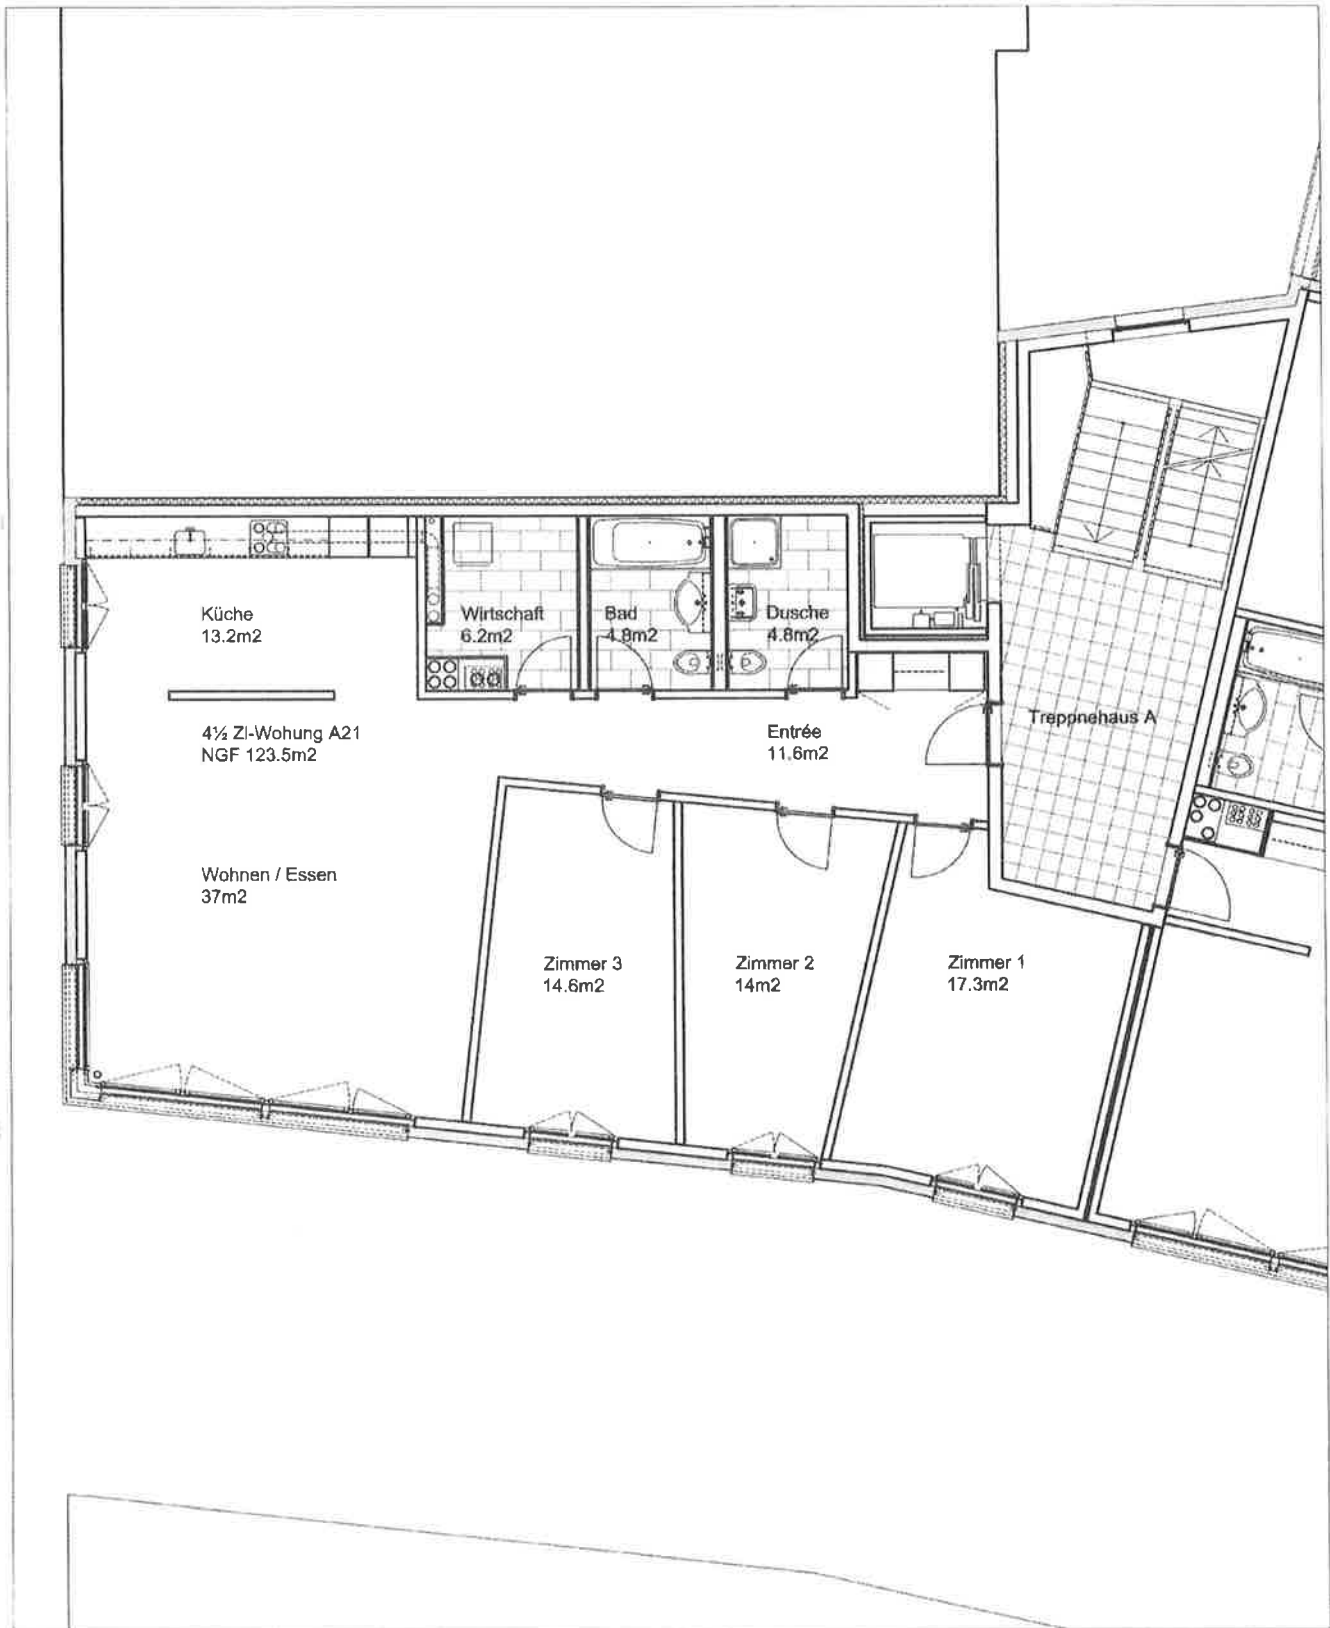 Küche
13.2m2
Wirtschaft
6.2m2
Bad
4.8m2
Dusche
4.8m2
4½ ZI-Wohung A21
NGF 123.5m2
Entrée
11.6m2
Treppnehaus A
Wohnen / Essen
37m2
Zimmer 3
14.6m2
Zimmer 2
14m2
Zimmer 1
17.3m2